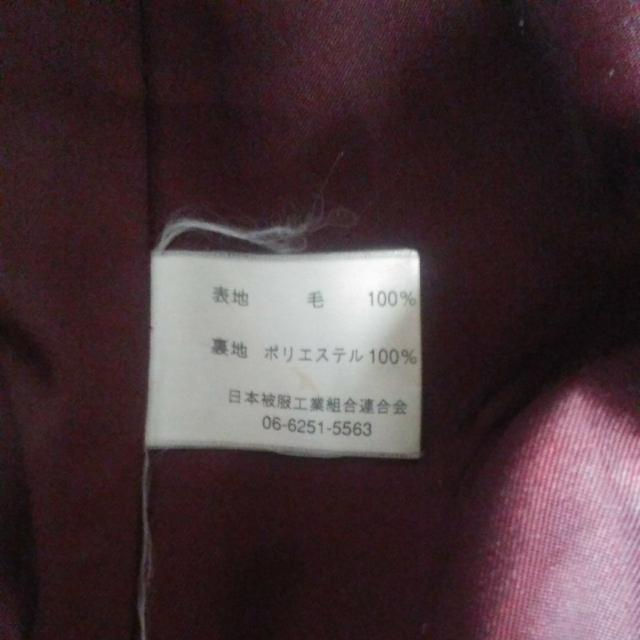 表地 毛 100%
裏地 ポリエステル 100%
日本被服工業組合連合会
06-6251-5563